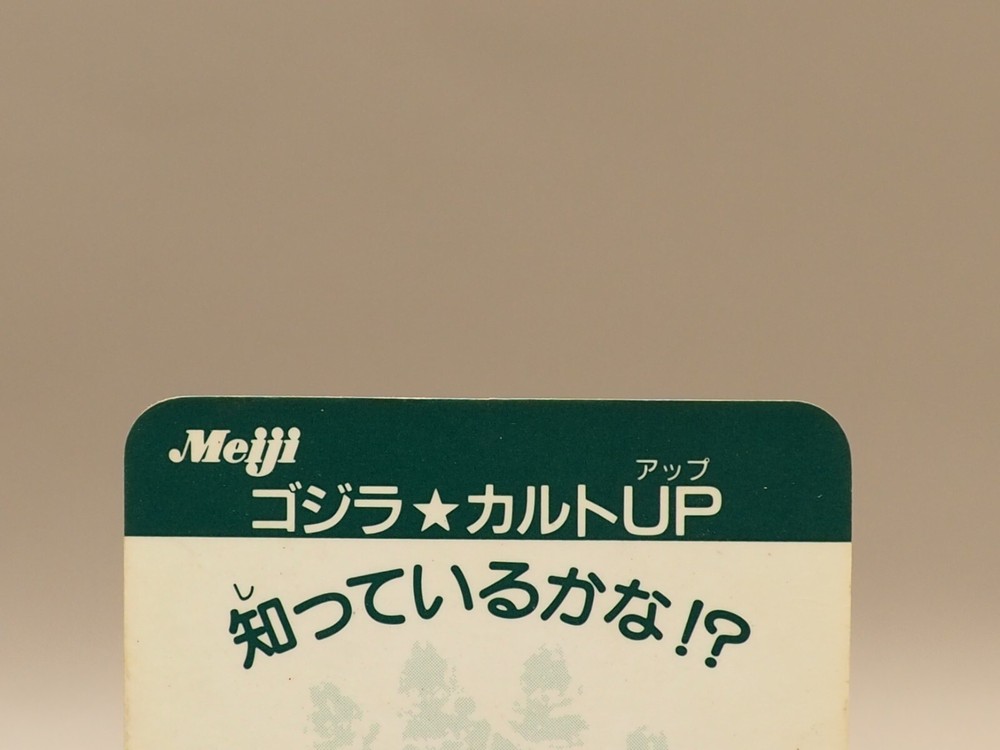 Meiji
アップ
ゴジラ★カルトUP
し
知っているかな!?